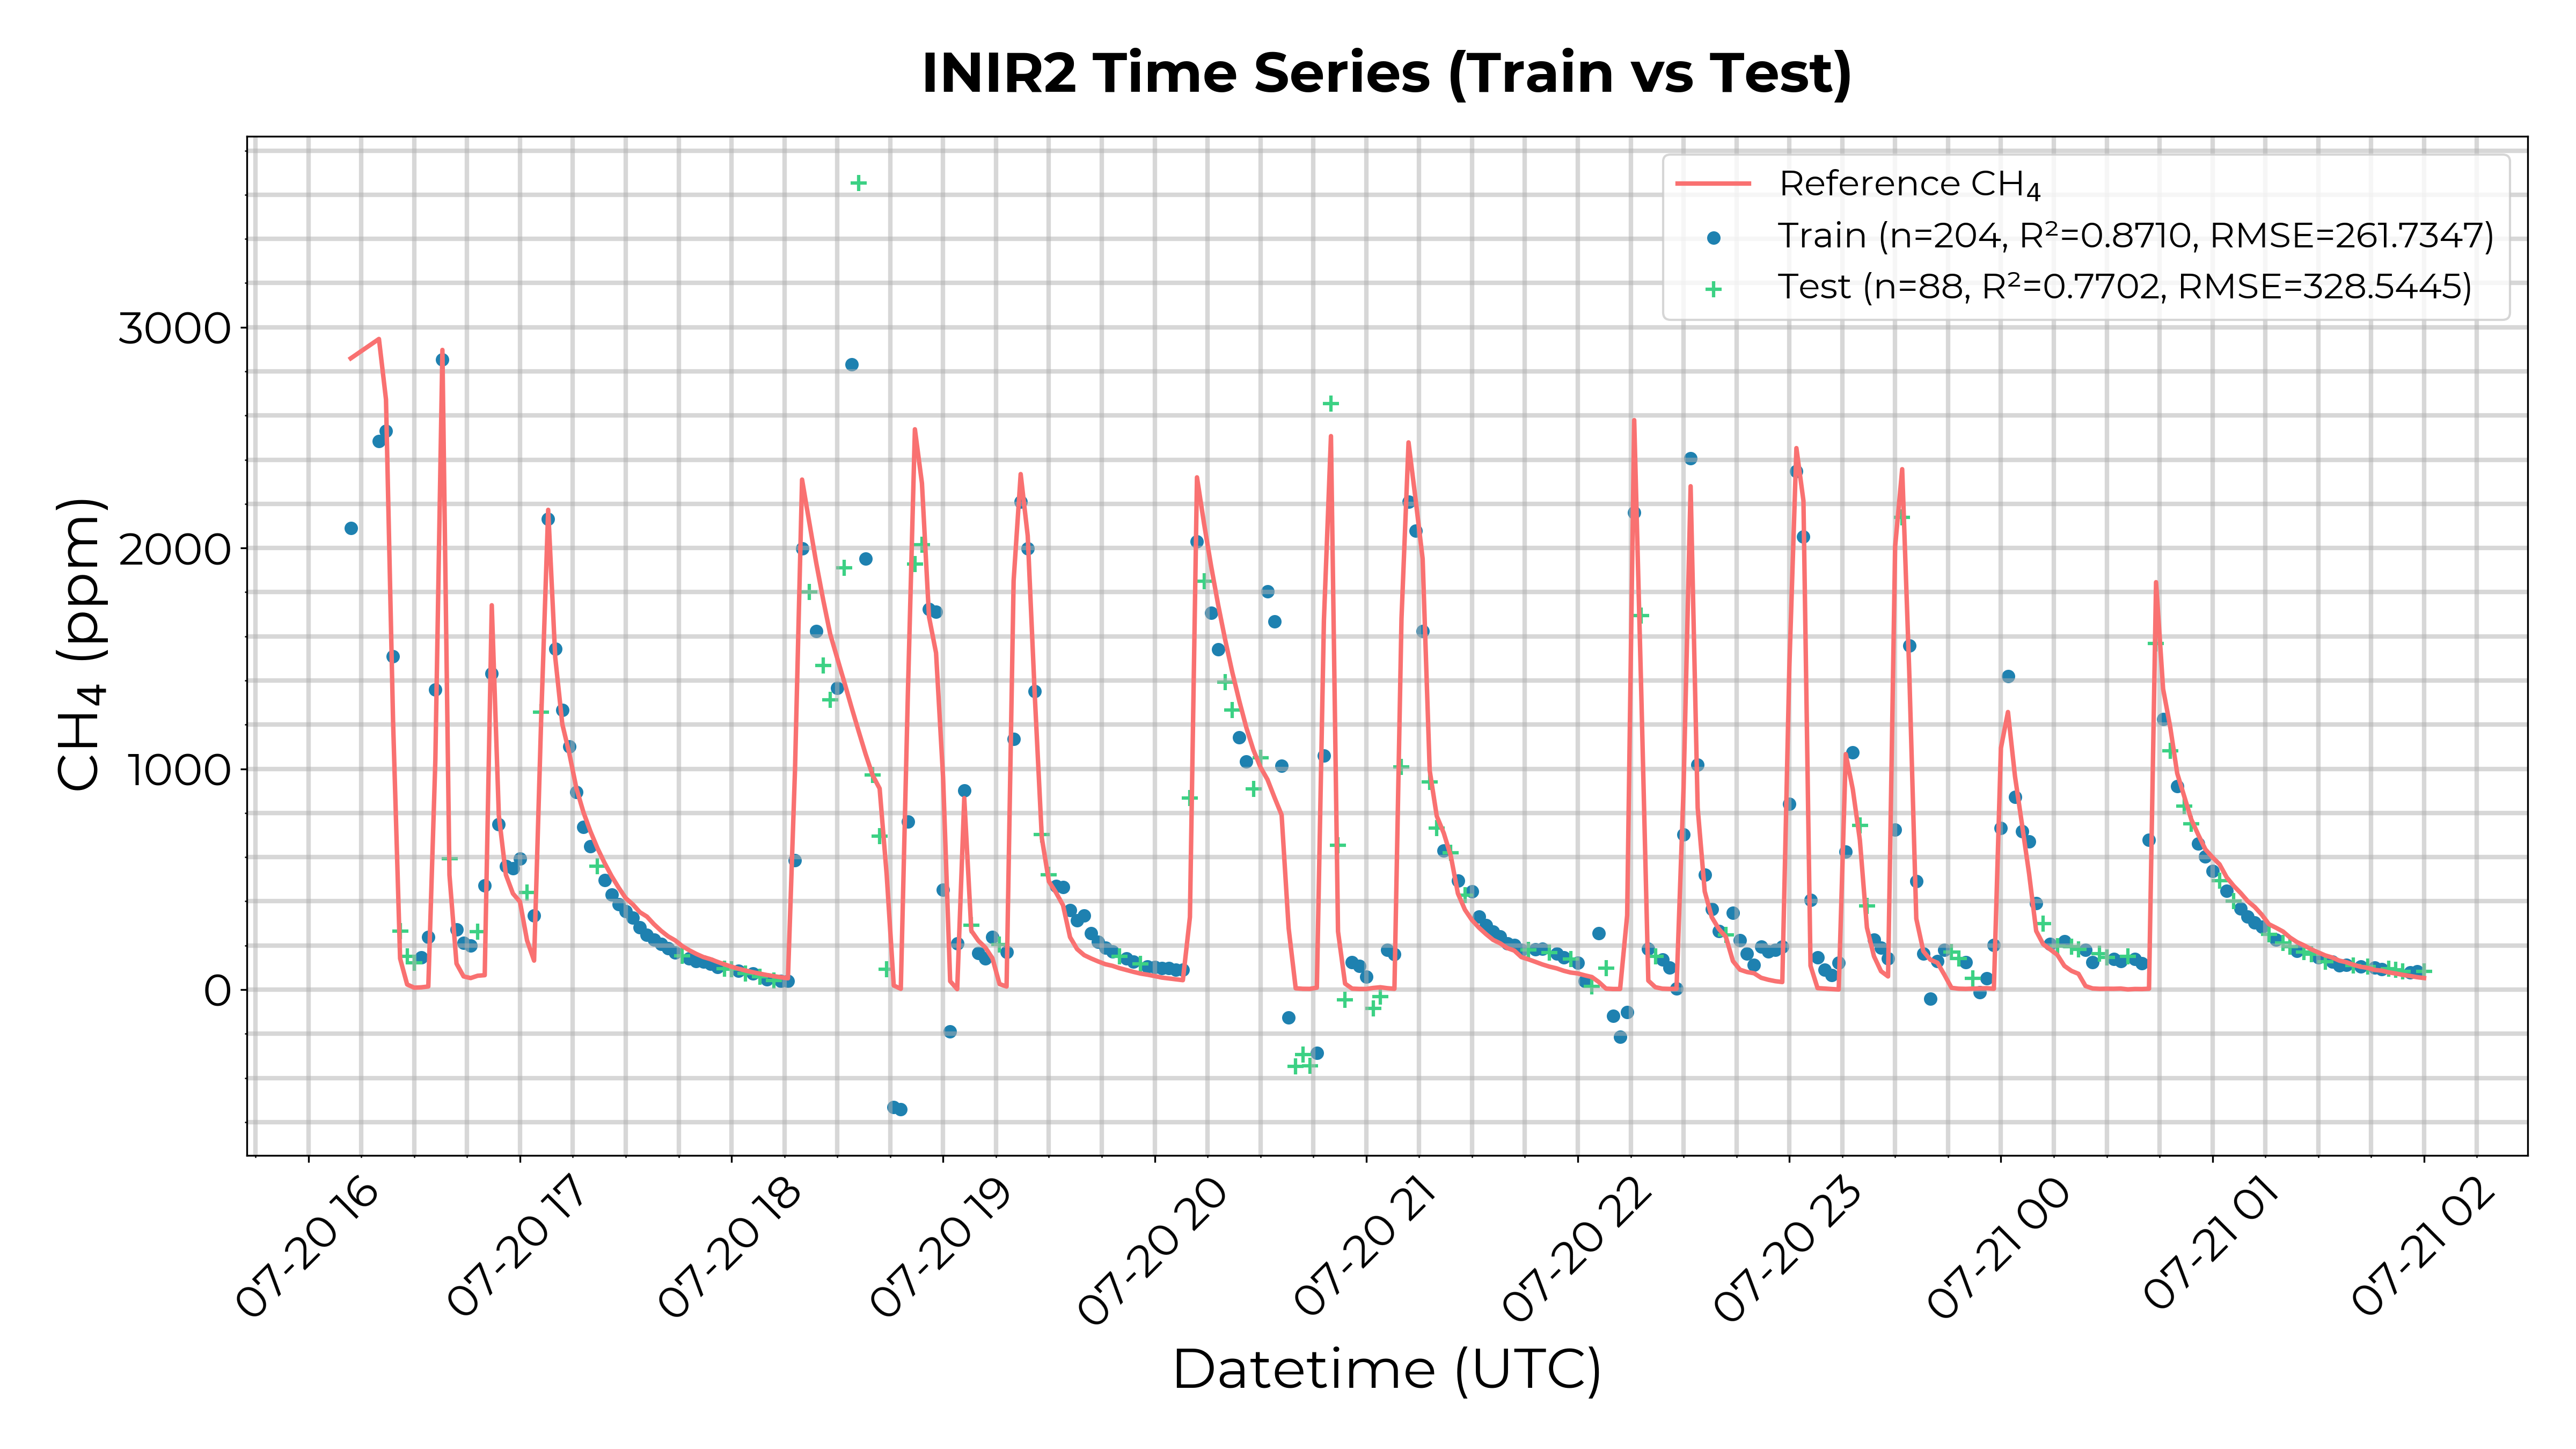 INIR2 Time Series (Train vs Test)
Reference CH₄
Train (n=204, R²=0.8710, RMSE=261.7347)
Test (n=88, R²=0.7702, RMSE=328.5445)
CH₄ (ppm)
3000
2000
1000
0
07-20 16
07-20 17
07-20 18
07-20 19
07-20 20
07-20 21
07-20 22
07-20 23
07-21 00
07-21 01
07-21 02
Datetime (UTC)